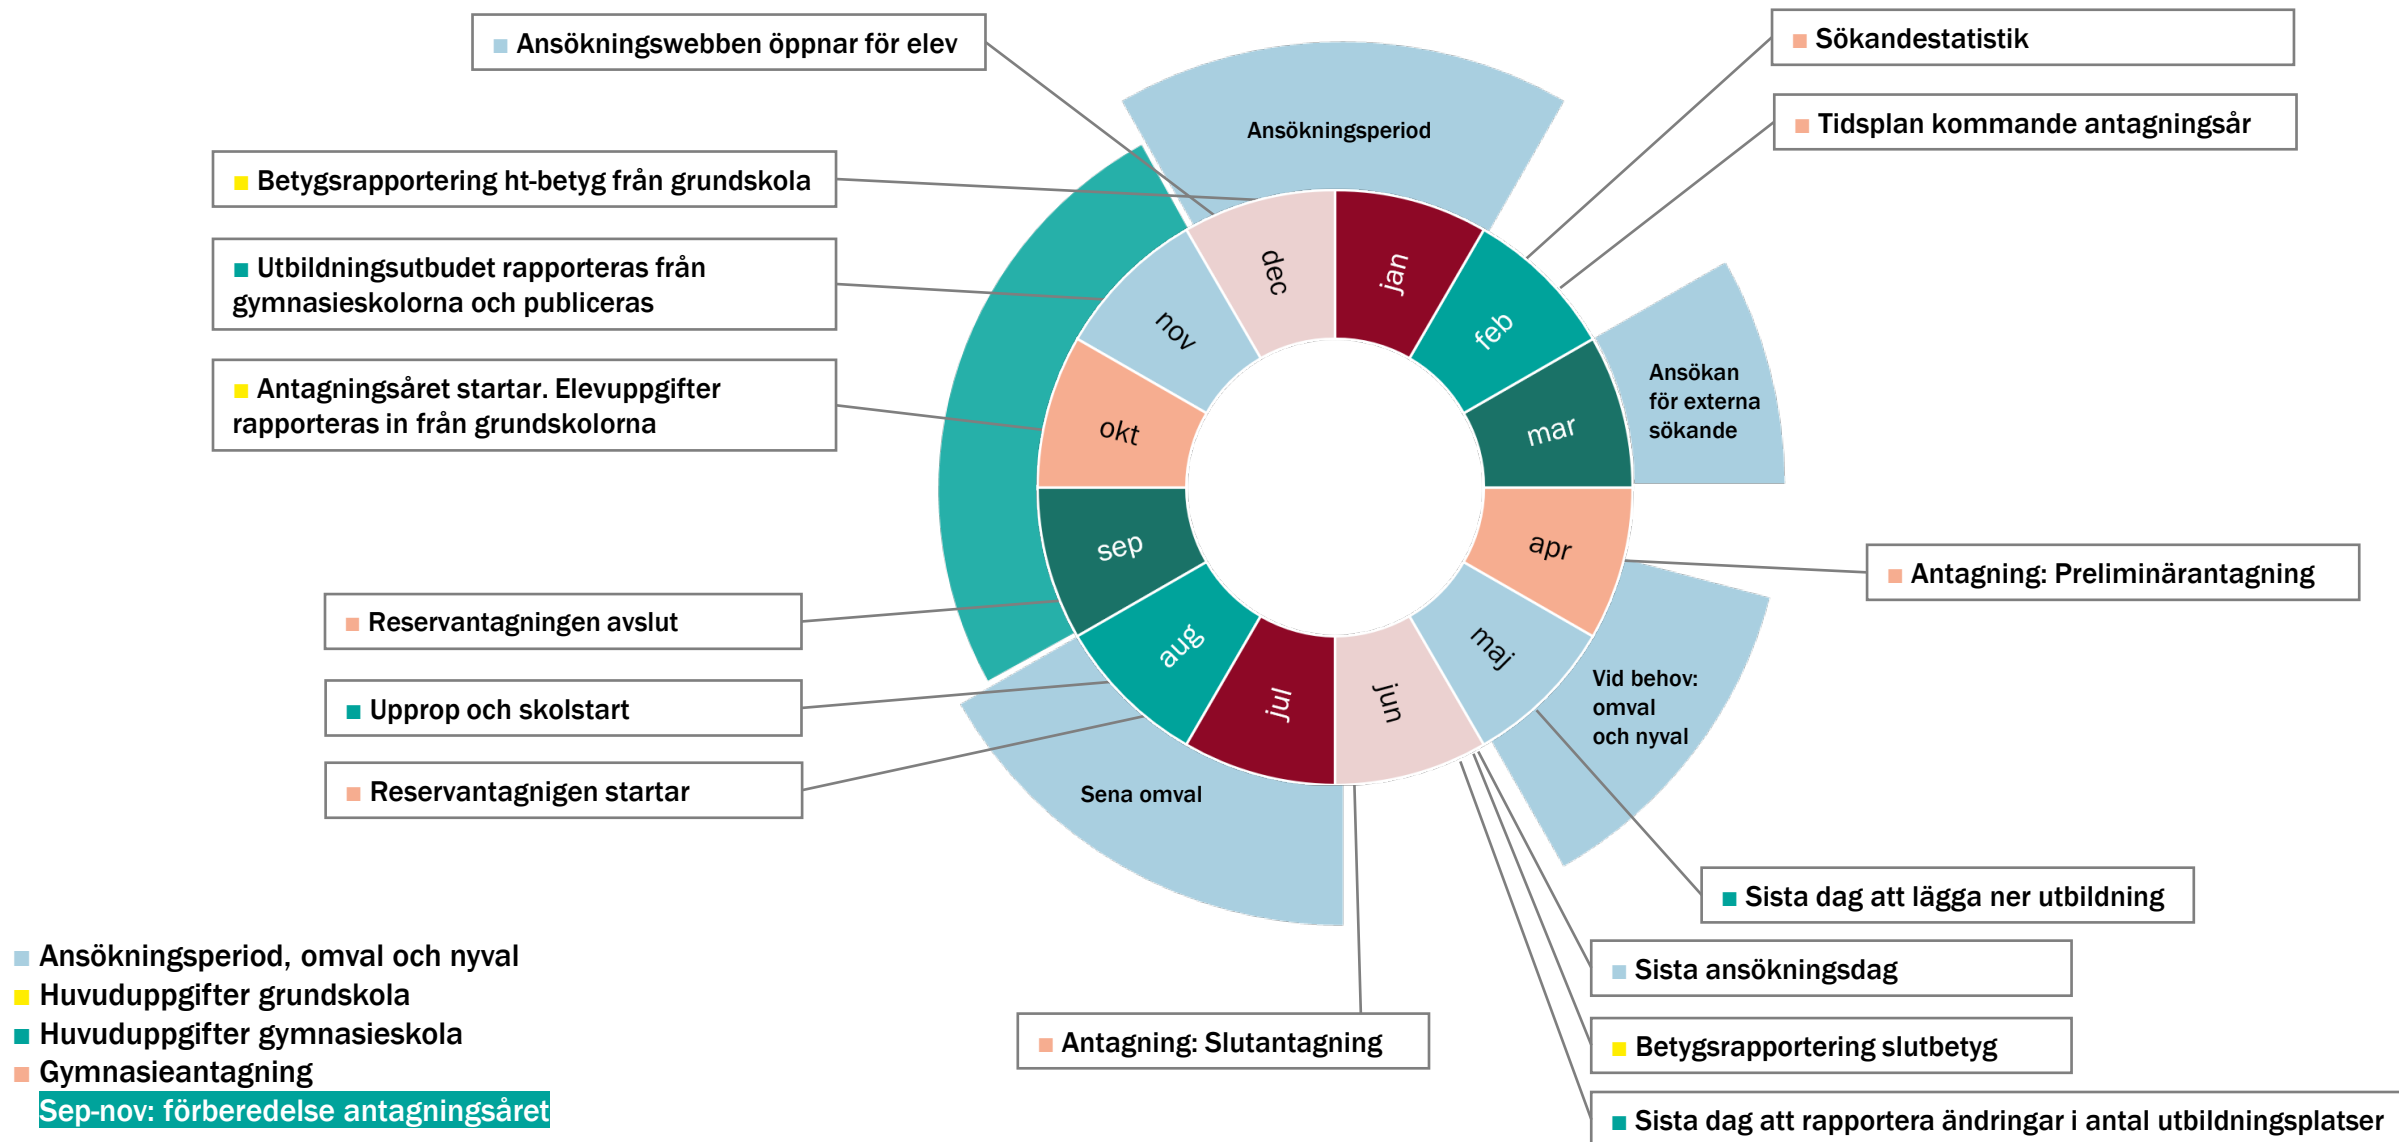 Ansökningswebben öppnar för elev
Sökandestatistik
Tidsplan kommande antagningsår
Ansökningsperiod
Betygsrapportering ht-betyg från grundskola
Utbildningsutbudet rapporteras från
gymnasieskolorna och publiceras
Antagningsåret startar. Elevuppgifter
rapporteras in från grundskolorna
dec
jan
nov
feb
okt
mar
sep
apr
aug
maj
jul
jun
Ansökan
för externa
sökande
Antagning: Preliminärantagning
Reservantagningen avslut
Upprop och skolstart
Reservantagnigen startar
Vid behov:
omval
och nyval
Sena omval
Sista dag att lägga ner utbildning
Sista ansökningsdag
Antagning: Slutantagning
Betygsrapportering slutbetyg
Sista dag att rapportera ändringar i antal utbildningsplatser
Ansökningsperiod, omval och nyval
Huvuduppgifter grundskola
Huvuduppgifter gymnasieskola
Gymnasieantagning
Sep-nov: förberedelse antagningsåret